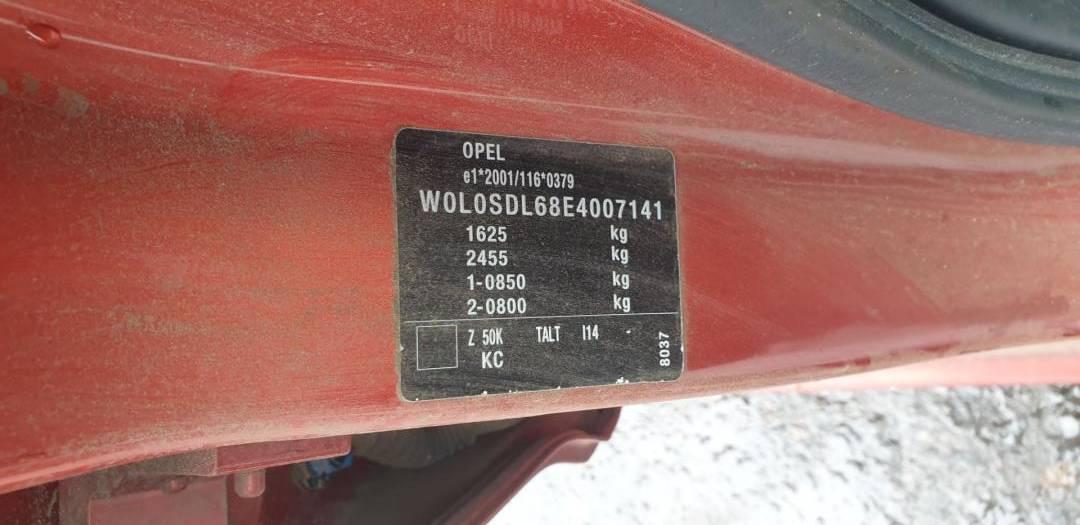 OPEL
e1*2001/116*0379
W0L0SDL68E4007141
1625 kg
2455 kg
1-0850 kg
2-0800 kg
Z 50K TALT I14 -
KC
8037